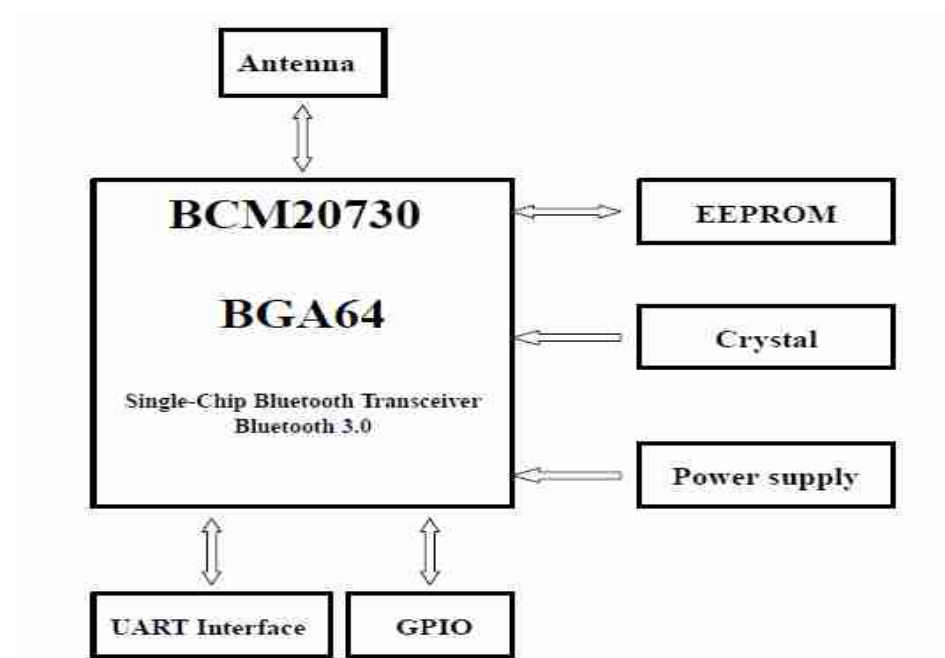 Antenna
BCM20730
BGA64
Single-Chip Bluetooth Transceiver
Bluetooth 3.0
EEPROM
Crystal
Power supply
UART Interface
GPIO